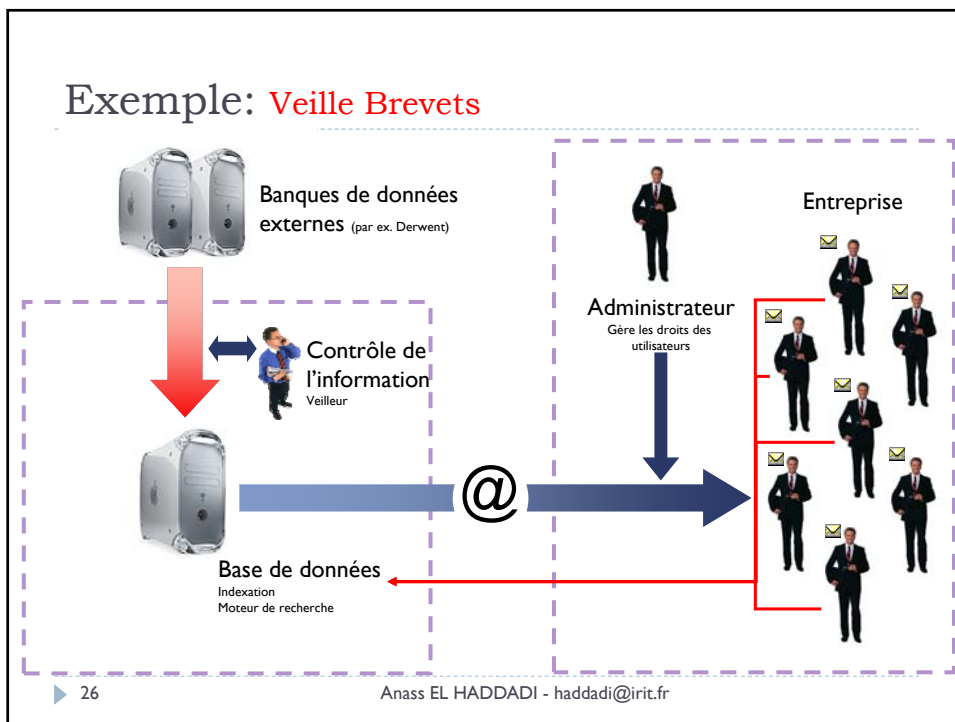 Exemple: Veille Brevets
Banques de données
externes (par ex. Derwent)
Entreprise
Administrateur
Gère les droits des
utilisateurs
Contrôle de
l’information
Veilleur
@
Base de données
Indexation
Moteur de recherche
26
Anass EL HADDADI - haddadi@irit.fr